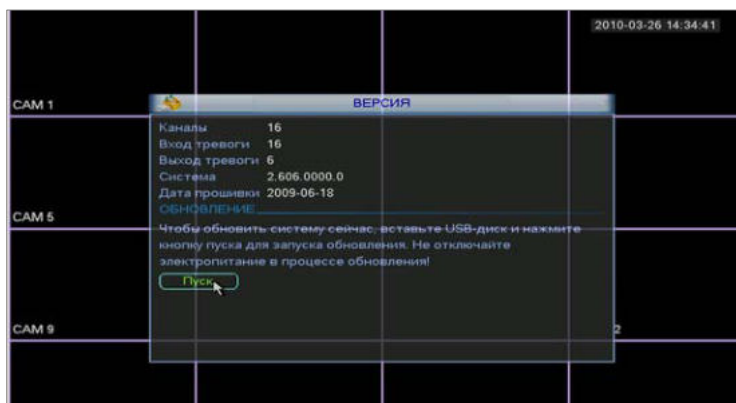 2010-03-26 14:34:41
CAM 1
ВЕРСИЯ
Каналы 16
Вход тревоги 16
Выход тревоги 6
Система 2.606.0000.0
Дата прошивки 2009-06-18
ОБНОВЛЕНИЕ
CAM 5
Чтобы обновить систему сейчас, вставьте USB-диск и нажмите
кнопку пуска для запуска обновления. Не отключайте
электропитание в процессе обновления!
Пуск
CAM 9
2